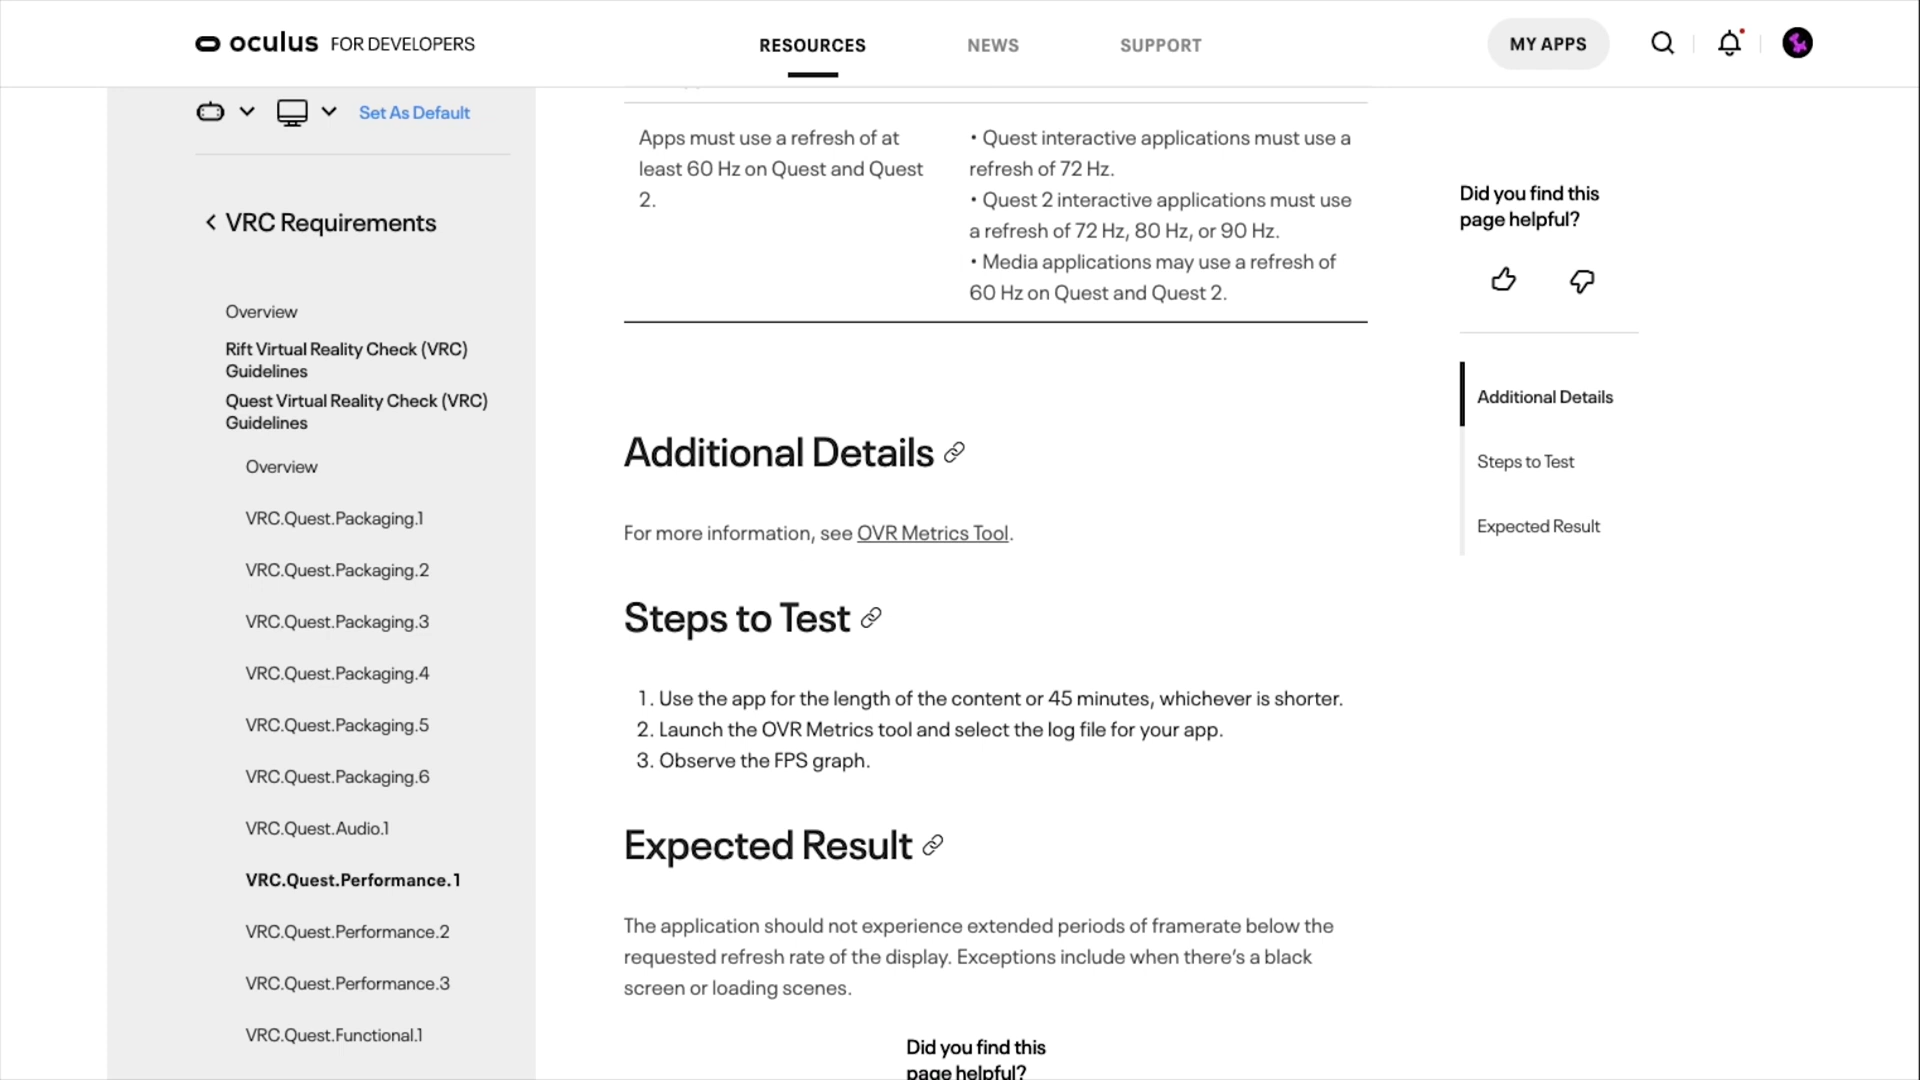 oculus FOR DEVELOPERS
RESOURCES
NEWS
SUPPORT
MY APPS
Set As Default
VRC Requirements
Overview
Rift Virtual Reality Check (VRC)
Guidelines
Quest Virtual Reality Check (VRC)
Guidelines
Overview
VRC.Quest.Packaging.1
VRC.Quest.Packaging.2
VRC.Quest.Packaging.3
VRC.Quest.Packaging.4
VRC.Quest.Packaging.5
VRC.Quest.Packaging.6
VRC.Quest.Audio.1
VRC.Quest.Performance.1
VRC.Quest.Performance.2
VRC.Quest.Performance.3
VRC.Quest.Functional.1
Apps must use a refresh of at
least 60 Hz on Quest and Quest
2.
• Quest interactive applications must use a
refresh of 72 Hz.
• Quest 2 interactive applications must use
a refresh of 72 Hz, 80 Hz, or 90 Hz.
• Media applications may use a refresh of
60 Hz on Quest and Quest 2.
Additional Details
For more information, see OVR Metrics Tool.
Steps to Test
1. Use the app for the length of the content or 45 minutes, whichever is shorter.
2. Launch the OVR Metrics tool and select the log file for your app.
3. Observe the FPS graph.
Expected Result
The application should not experience extended periods of framerate below the
requested refresh rate of the display. Exceptions include when there's a black
screen or loading scenes.
Did you find this
page helpful?
Did you find this
page helpful?
Additional Details
Steps to Test
Expected Result